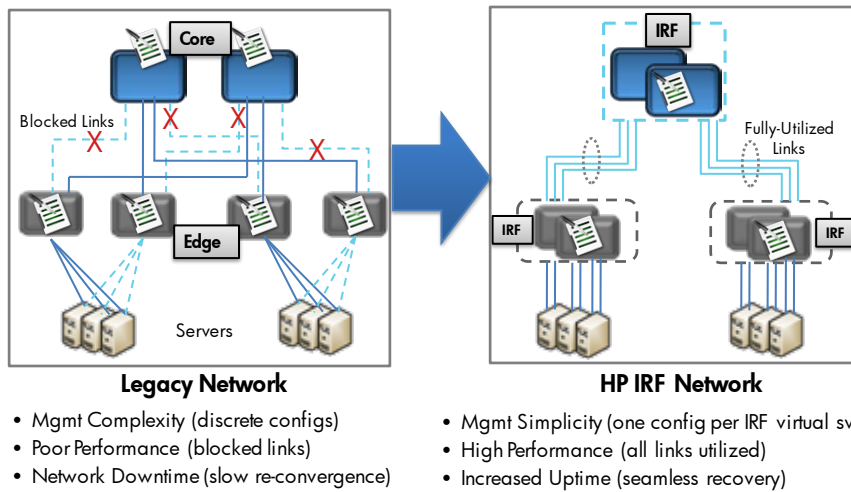 Core
Blocked Links
X
X
X
X
Edge
Servers
Legacy Network
• Mgmt Complexity (discrete configs)
• Poor Performance (blocked links)
• Network Downtime (slow re-convergence)
IRF
Fully-Utilized
Links
IRF
IRF
HP IRF Network
• Mgmt Simplicity (one config per IRF virtual
• High Performance (all links utilized)
• Increased Uptime (seamless recovery)